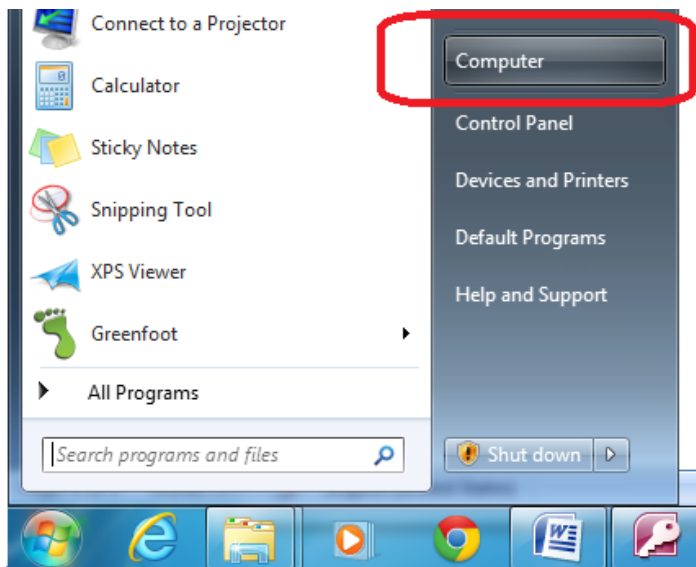 Connect to a Projector
Calculator
Sticky Notes
Snipping Tool
XPS Viewer
Greenfoot
All Programs
Search programs and files
Computer
Control Panel
Devices and Printers
Default Programs
Help and Support
Shut down